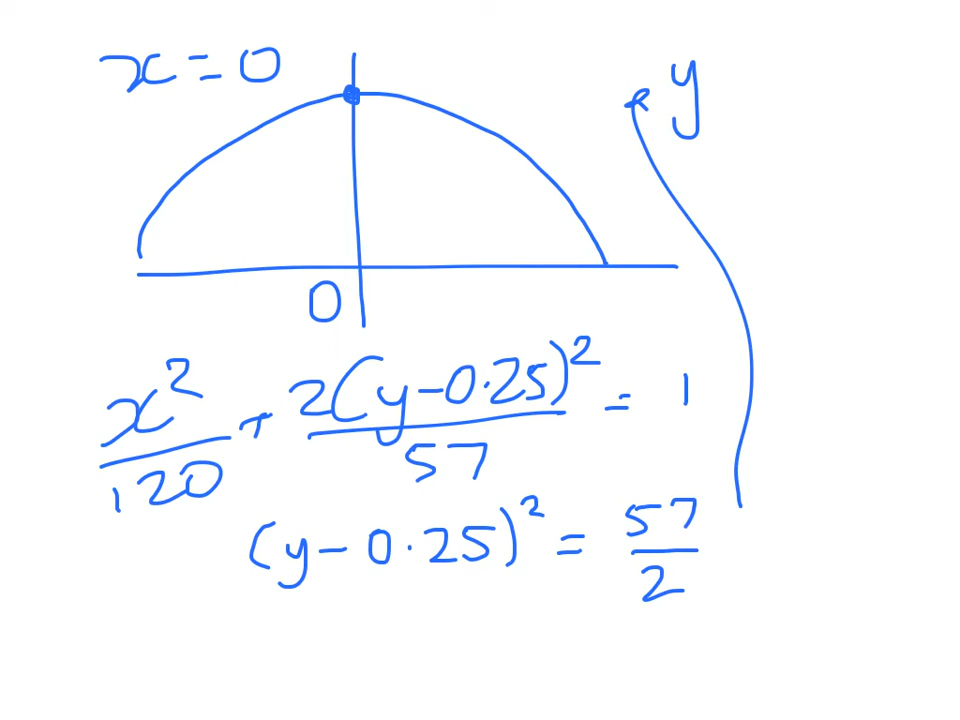 x = 0
y
0
x²/120 + 2(y-0.25)²/57 = 1
(y-0.25)² = 57/2